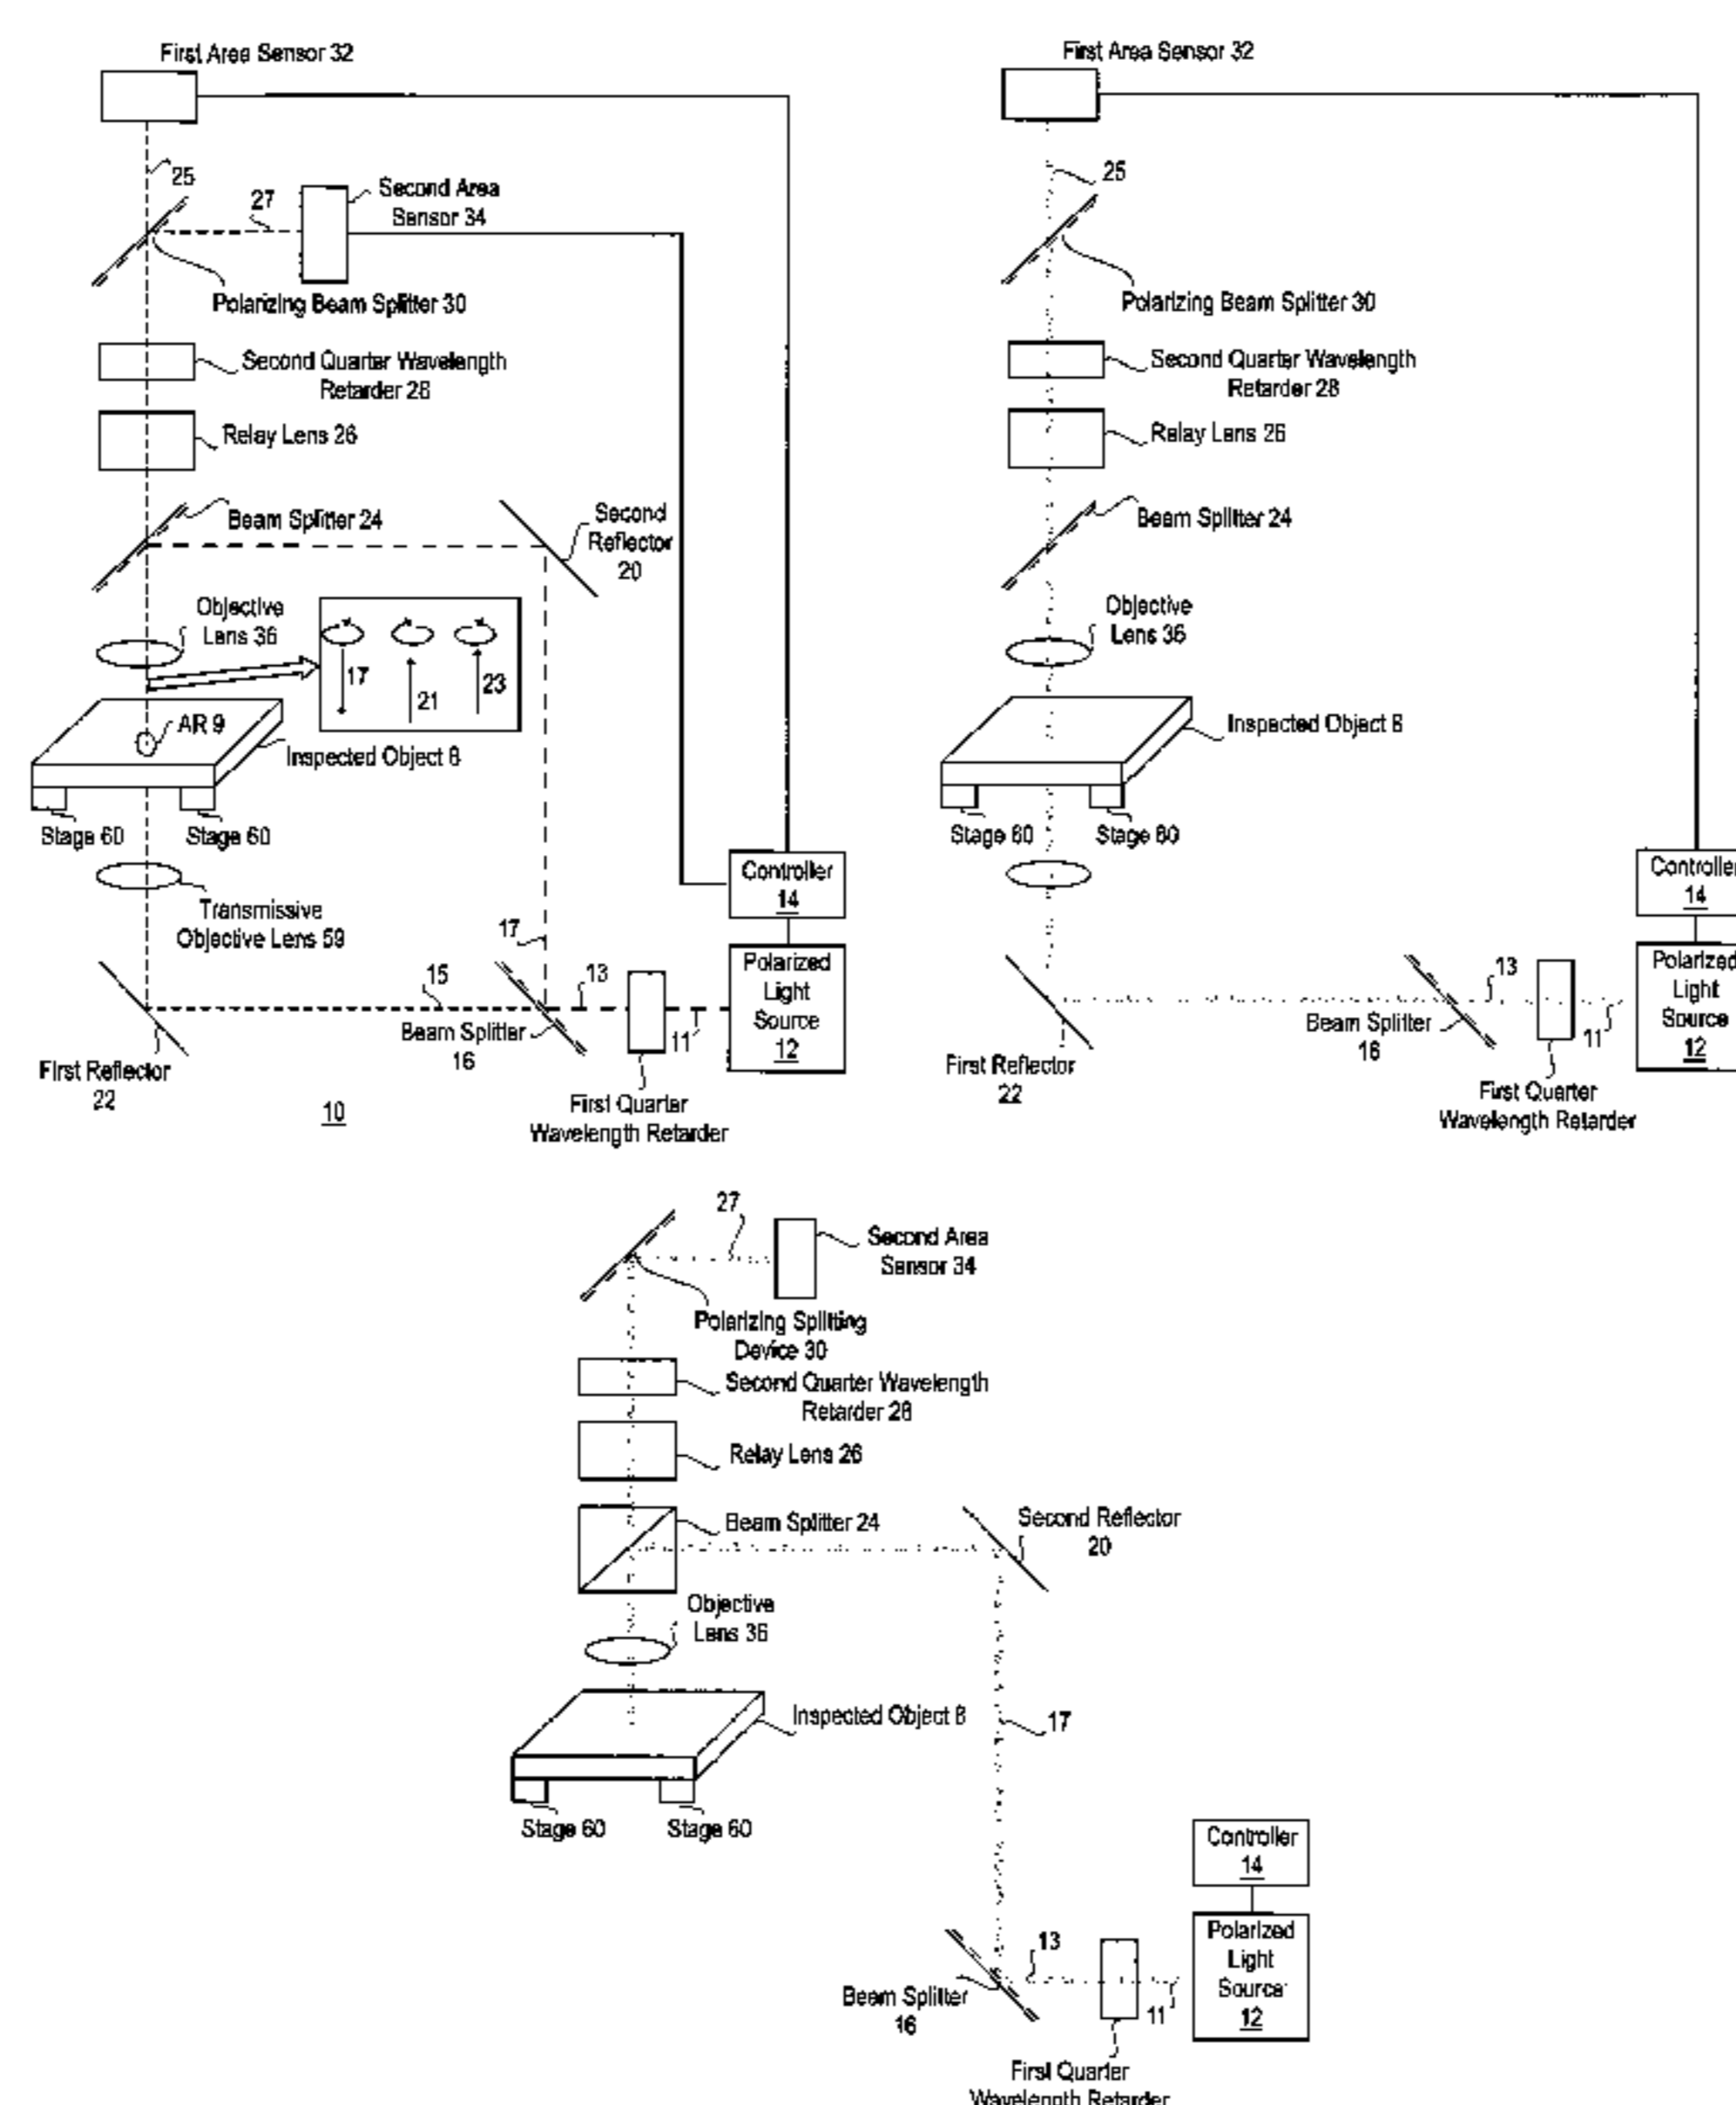 First Area Sensor 32
25
27
Second Area
Sensor 34
Polarizing Beam Splitter 30
Second Quarter Wavelength
Retarder 28
Relay Lens 26
Beam Splitter 24
Second
Reflector
20
Objective
Lens 36
17
21
23
AR 9
Inspected Object 8
Stage 60
Stage 60
Transmissive
Objective Lens 59
Controller
14
17
15
13
Polarized
Light
Source
12
Beam Splitter
16
11
First Reflector
22
10
First Quarter
Wavelength Retarder
First Area Sensor 32
25
Polarizing Beam Splitter 30
Second Quarter Wavelength
Retarder 28
Relay Lens 26
Beam Splitter 24
Objective
Lens 36
Inspected Object 8
Stage 60
Stage 60
Controller
14
13
Polarized
Light
Source
12
Beam Splitter
16
11
First Reflector
22
First Quarter
Wavelength Retarder
27
Second Area
Sensor 34
Polarizing Splitting
Device 30
Second Quarter Wavelength
Retarder 28
Relay Lens 26
Beam Splitter 24
Second Reflector
20
Objective
Lens 36
Inspected Object 8
17
Stage 60
Stage 60
Controller
14
13
Polarized
Light
Source
12
Beam Splitter
16
11
First Quarter
Wavelength Retarder